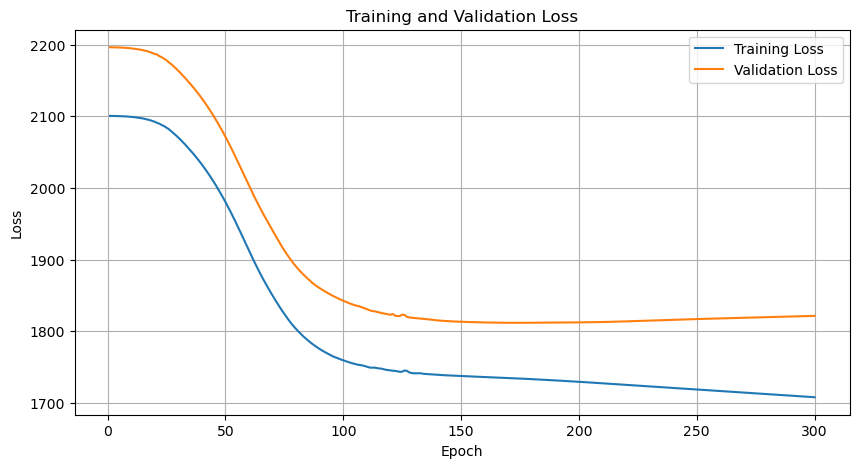 Training and Validation Loss
Training Loss
Validation Loss
Loss
2200
2100
2000
1900
1800
1700
0 50 100 150 200 250 300
Epoch